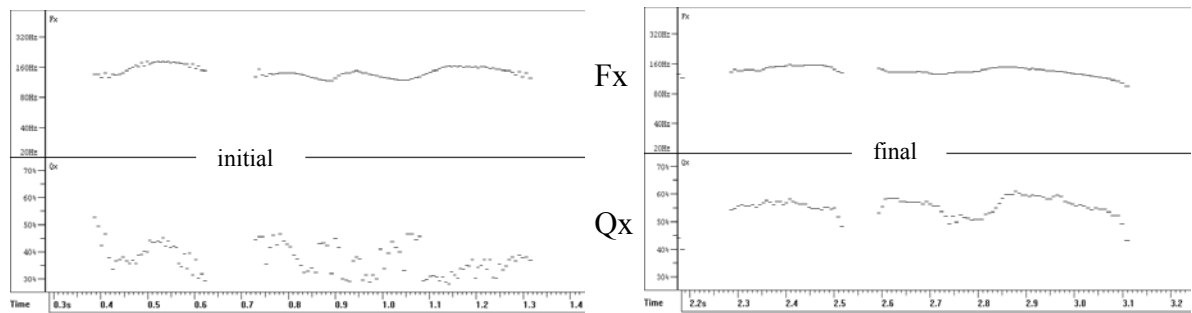 Fx
320Hz
160Hz
80Hz
40Hz
20Hz
initial
Qx
70%
60%
50%
40%
30%
Time 0.3s 0.4 0.5 0.6 0.7 0.8 0.9 1.0 1.1 1.2 1.3 1.4
Fx
Qx
Fx
320Hz
160Hz
80Hz
40Hz
20Hz
final
Qx
70%
60%
50%
40%
30%
Time 2.2s 2.3 2.4 2.5 2.6 2.7 2.8 2.9 3.0 3.1 3.2